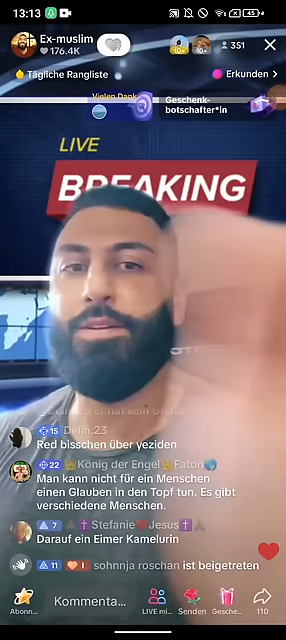 13:13
45
Ex-muslim
176.4K
10+
10+
351
Tägliche Rangliste
Erkunden >
Vielen Dank
Geschenk-
botschafter*in
LIVE
BREAKING
15 Delin.23
Red bisschen über yeziden
22 König der Engel Faton
Man kann nicht für ein Menschen
einen Glauben in den Topf tun. Es gibt
verschiedene Menschen.
7 Stefanie Jesus
Darauf ein Eimer Kamelurin
11 I sohnnja roschan ist beigetreten
Abonn...
Kommenta...
LIVE mi...
Senden
Gesche...
110